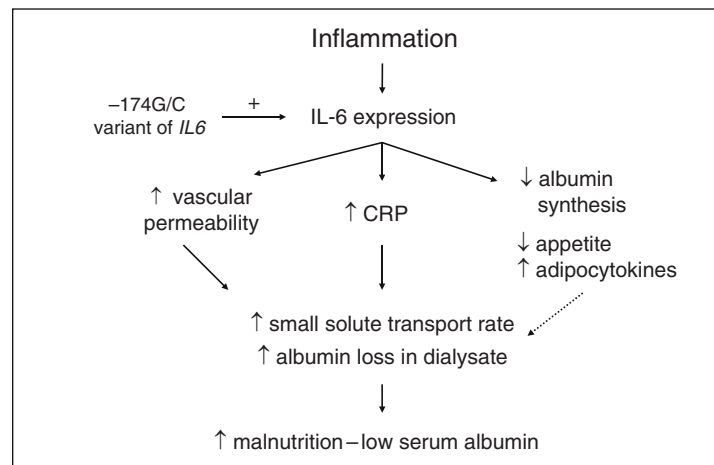 Inflammation
–174G/C
variant of IL6
+
IL-6 expression
↑ vascular
permeability
↑ CRP
↓ albumin
synthesis
↓ appetite
↑ adipocytokines
↑ small solute transport rate
↑ albumin loss in dialysate
↑ malnutrition – low serum albumin